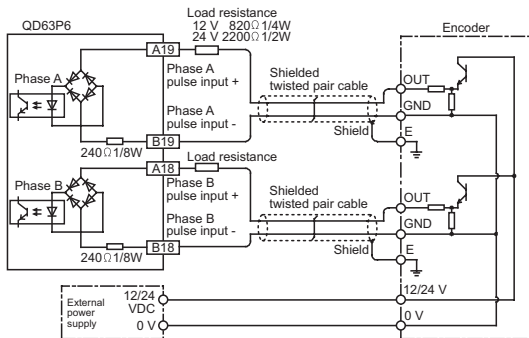 QD63P6
Load resistance
12 V 820Ω 1/4W
24 V 2200Ω 1/2W
Encoder
A19
Phase A
Phase A
pulse input +
Shielded
twisted pair cable
OUT
GND
Phase A
pulse input -
Shield
E
B19
240Ω 1/8W
A18
Load resistance
Phase B
Phase B
pulse input +
Shielded
twisted pair cable
OUT
GND
Phase B
pulse input -
Shield
E
B18
240Ω 1/8W
External
power
supply
12/24
VDC
0 V
12/24 V
0 V